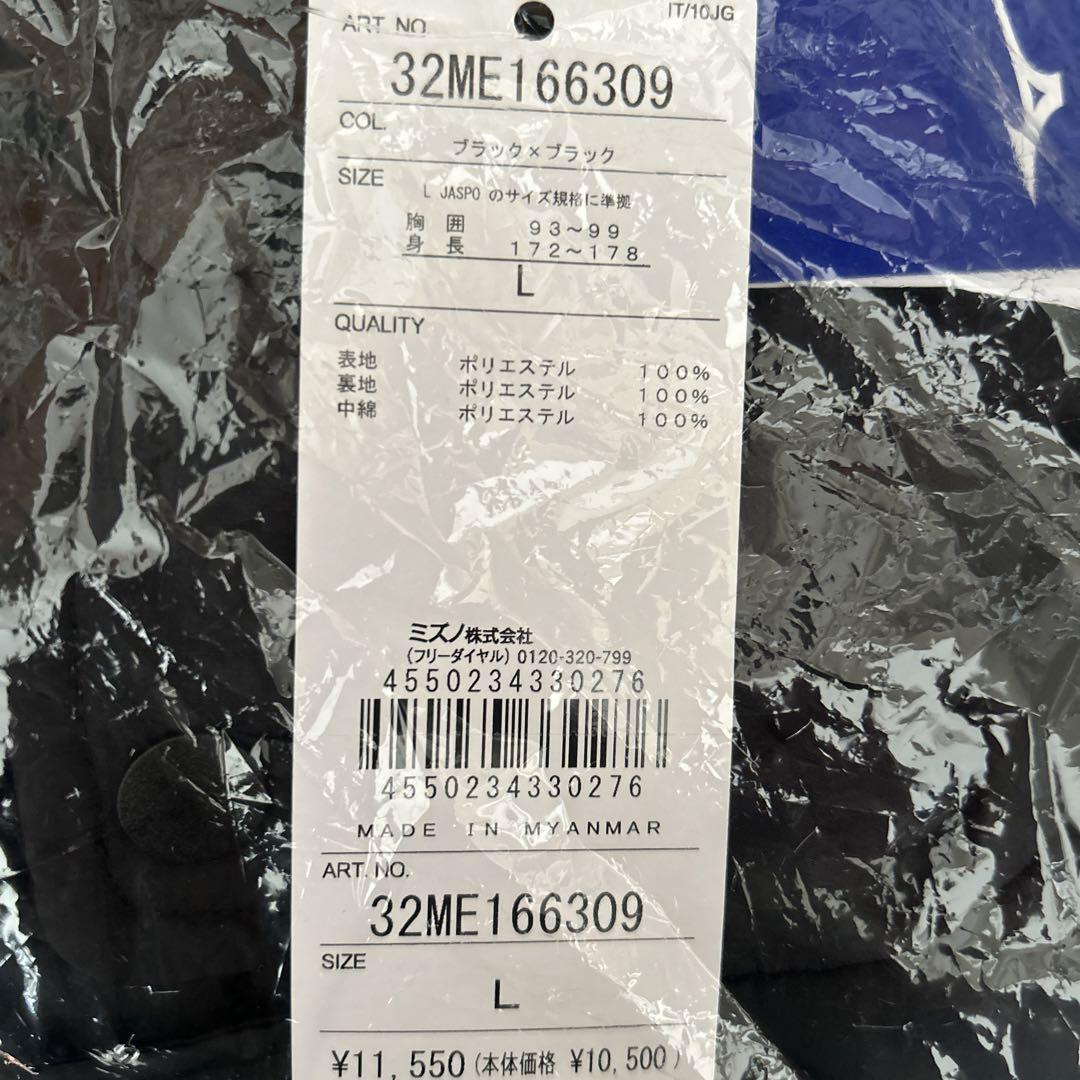 IT/10JG
ART. NO.
32ME166309
COL.
ブラック×ブラック
SIZE
L JASPO のサイズ規格に準拠
胸 囲 93~99
身 長 172~178
L
QUALITY
表地 ポリエステル 100%
裏地 ポリエステル 100%
中綿 ポリエステル 100%
ミズノ株式会社
(フリーダイヤル) 0120-320-799
4550234330276
4550234330276
MADE IN MYANMAR
ART. NO.
32ME166309
SIZE
L
¥11,550(本体価格 ¥10,500)